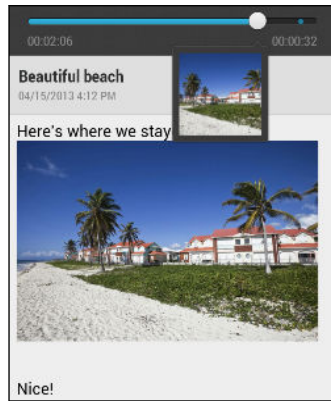 00:02:06 00:00:32
Beautiful beach
04/15/2013 4:12 PM
Here's where we stay
Nice!